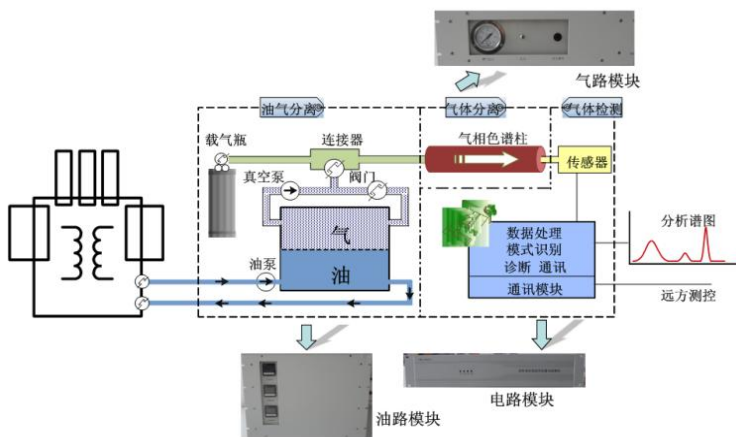 气路模块
油气分离
气体分离
气体检测
载气瓶
连接器
气相色谱柱
传感器
真空泵
阀门
气
油泵
油
数据处理
模式识别
诊断 通讯
通讯模块
分析谱图
远方测控
油路模块
电路模块